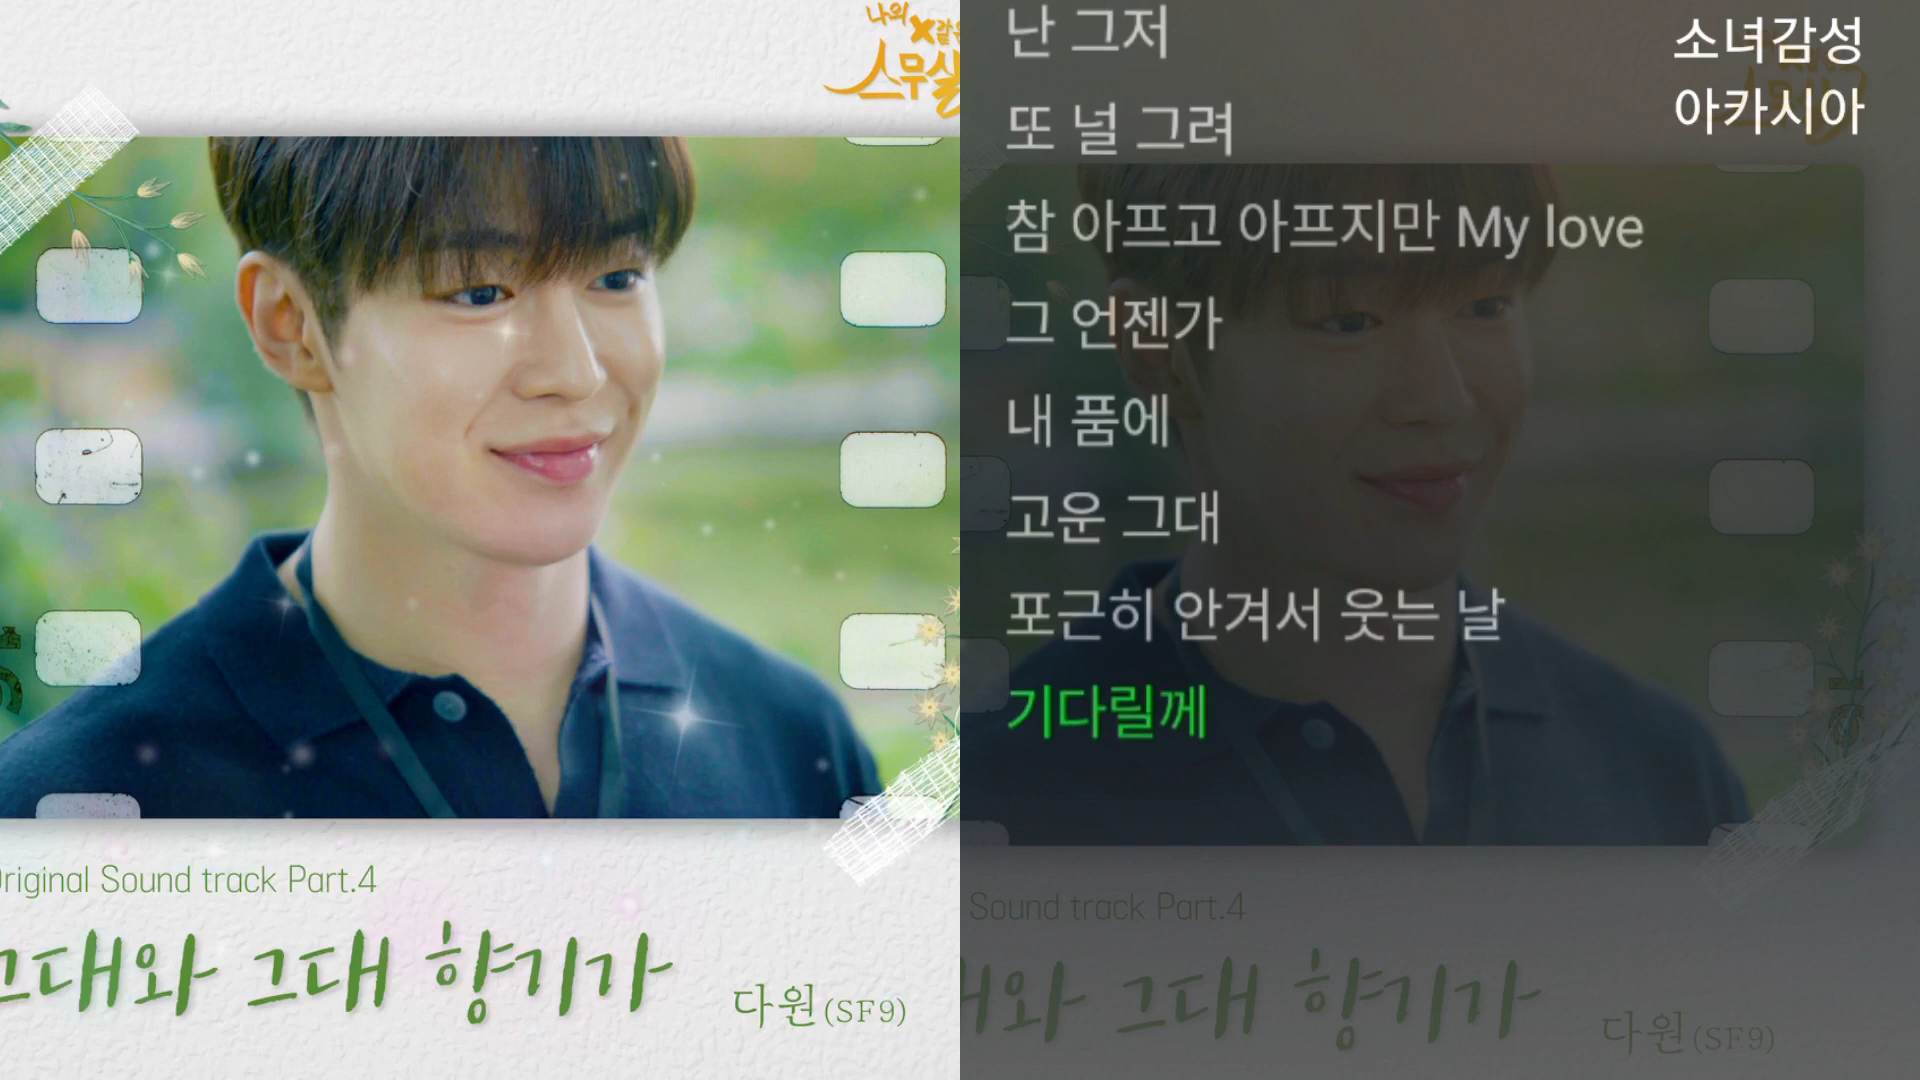 나의 X같은
스무살
Original Sound track Part.4
그대와 그대 향기가
다원(SF9)
난 그저
또 널 그려
참 아프고 아프지만 My love
그 언젠가
내 품에
고운 그대
포근히 안겨서 웃는 날
기다릴께
소녀감성
아카시아
Sound track Part.4
대와 그대 향기가
다원(SF9)